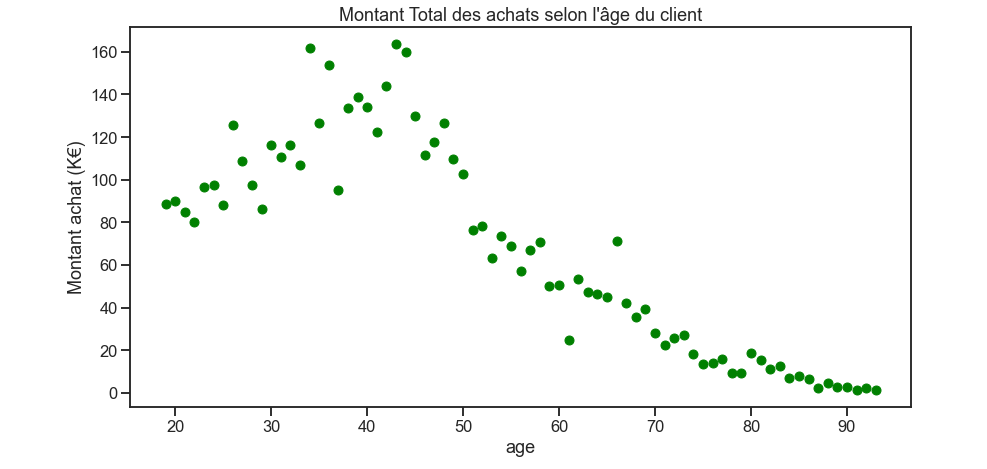 Montant Total des achats selon l'âge du client
Montant achat (K€)
160
140
120
100
80
60
40
20
0
20 30 40 50 60 70 80 90
age